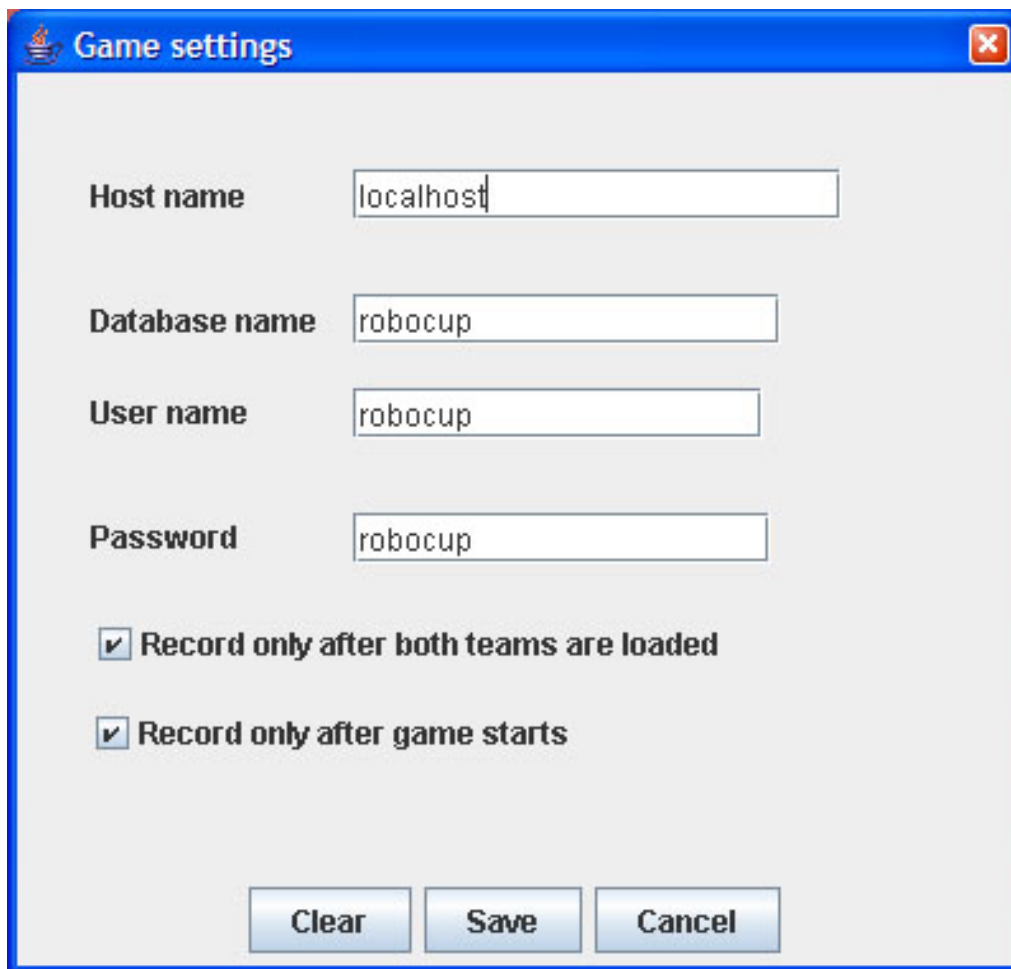 Game settings
Host name localhost
Database name robocup
User name robocup
Password robocup
Record only after both teams are loaded
Record only after game starts
Clear Save Cancel